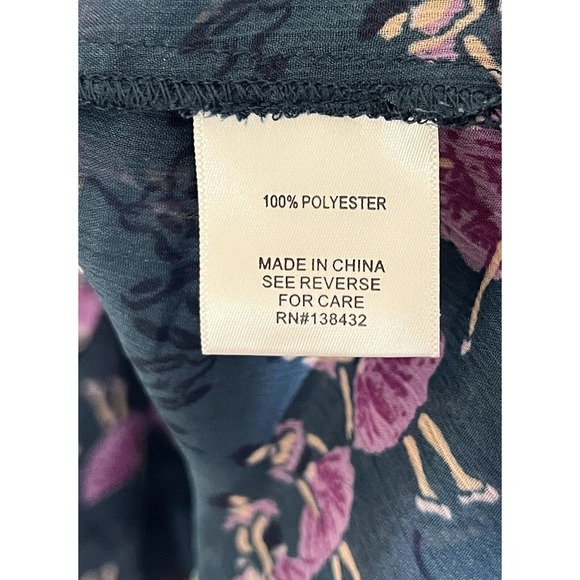 100% POLYESTER
MADE IN CHINA
SEE REVERSE
FOR CARE
RN#138432